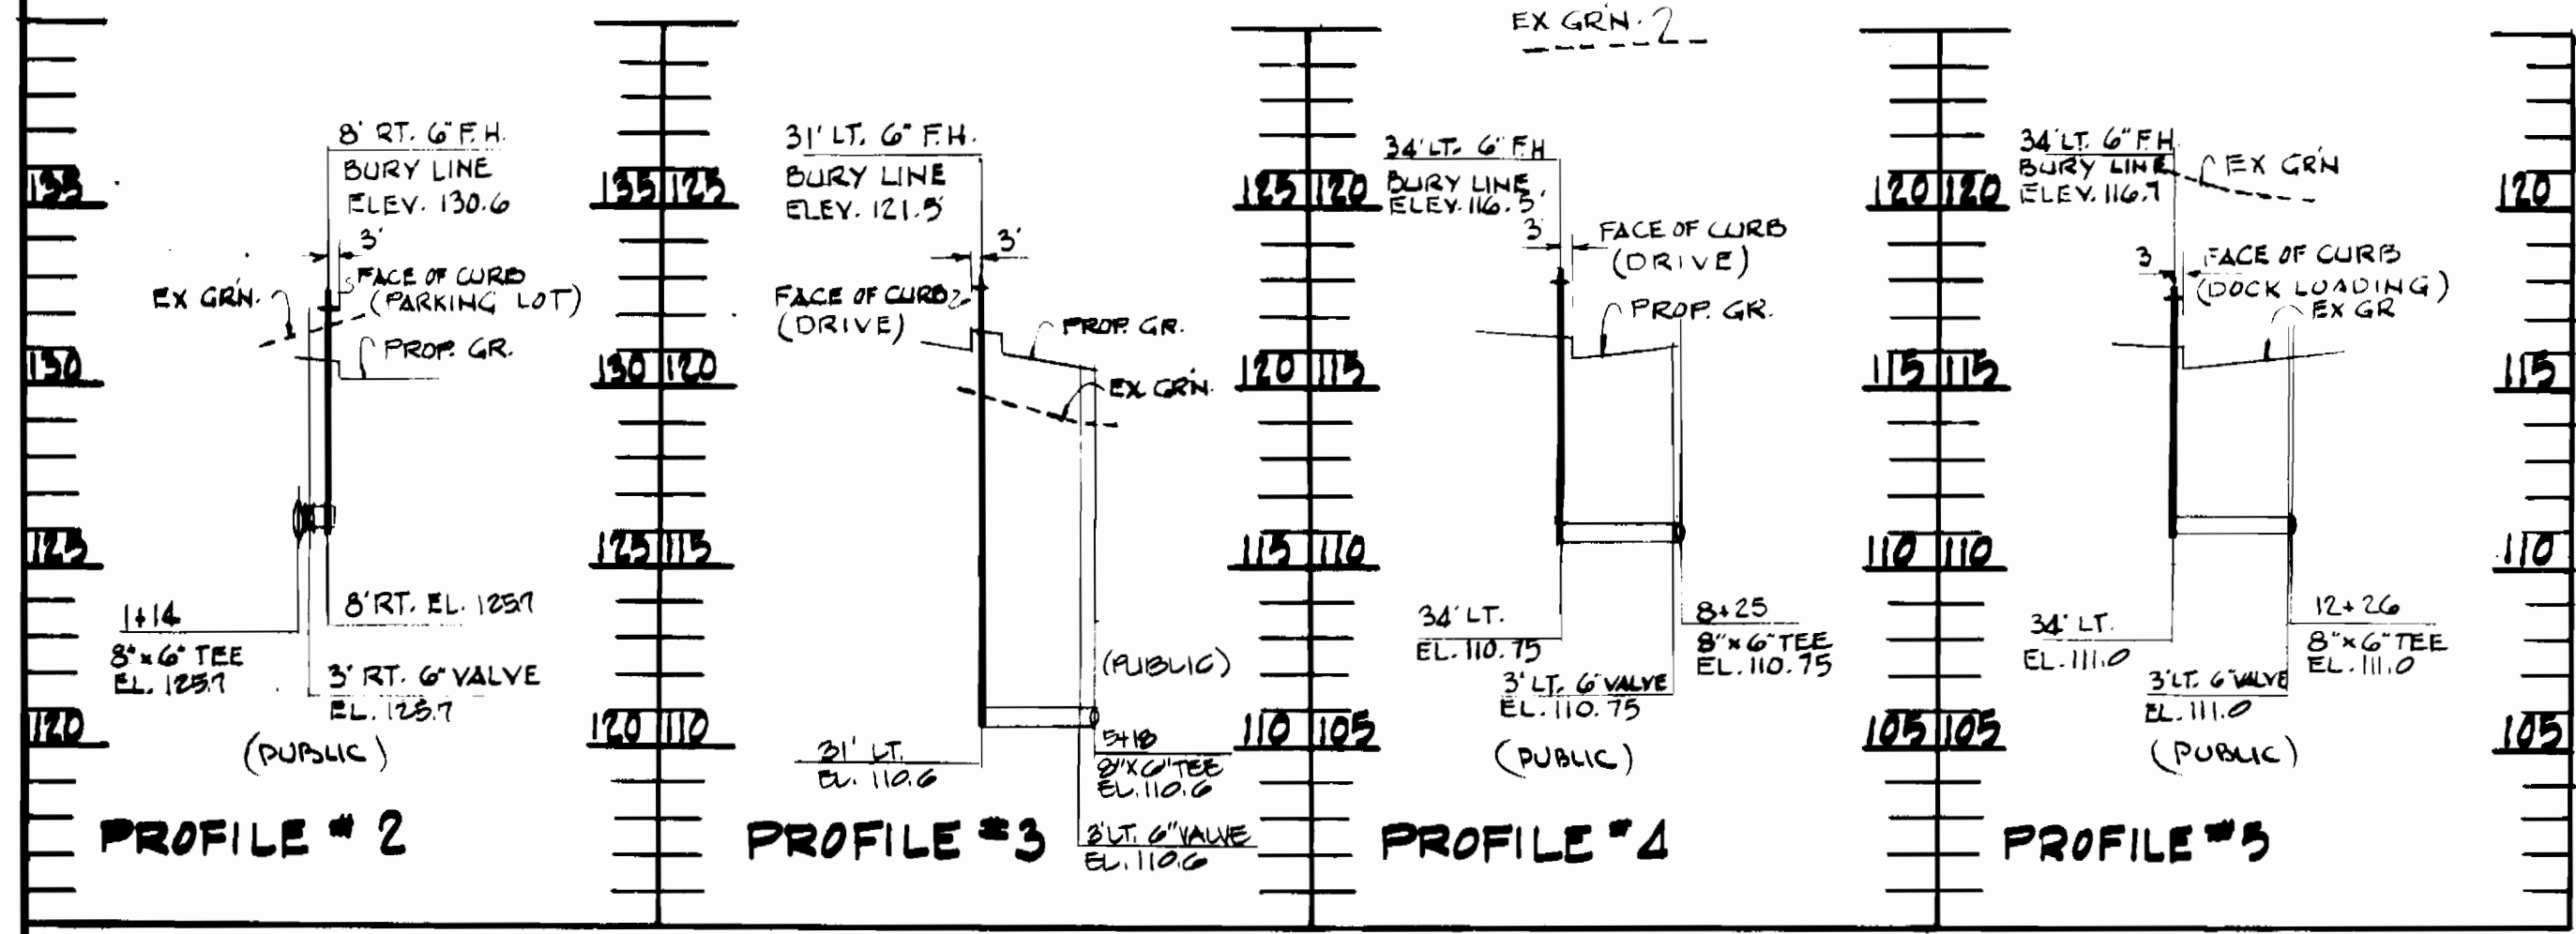 135
130
125
120
8' RT. 6" F.H.
BURY LINE
ELEV. 130.6
3'
EX GRN.
FACE OF CURB
(PARKING LOT)
PROP. GR.
1+14
8" x 6" TEE
EL. 125.7
8' RT. EL. 125.7
3' RT. 6" VALVE
EL. 125.7
(PUBLIC)
PROFILE # 2
135 125
130 120
125 115
120 110
31' LT. 6" F.H.
BURY LINE
ELEV. 121.5
3'
FACE OF CURB
(DRIVE)
PROP. GR.
EX GRN.
(PUBLIC)
31' LT.
EL. 110.6
5+18
8" X 6" TEE
EL. 110.6
3' LT. 6" VALVE
EL. 110.6
PROFILE #3
125 120
120 115
115 110
110 105
EX GRN.
34' LT. 6" F.H
BURY LINE
ELEV. 116.5'
3'
FACE OF CURB
(DRIVE)
PROP. GR.
34' LT.
EL. 110.75
8+25
8" x 6" TEE
EL. 110.75
3' LT. 6" VALVE
EL. 110.75
(PUBLIC)
PROFILE #4
120 120
115 115
110 110
105 105
34' LT. 6" F.H
BURY LINE
ELEV. 116.7
EX GRN
3
FACE OF CURB
(DOCK LOADING)
EX GR
34' LT.
EL. 111.0
12+26
8" x 6" TEE
EL. 111.0
3' LT. 6" VALVE
EL. 111.0
(PUBLIC)
PROFILE #5
120
115
110
105